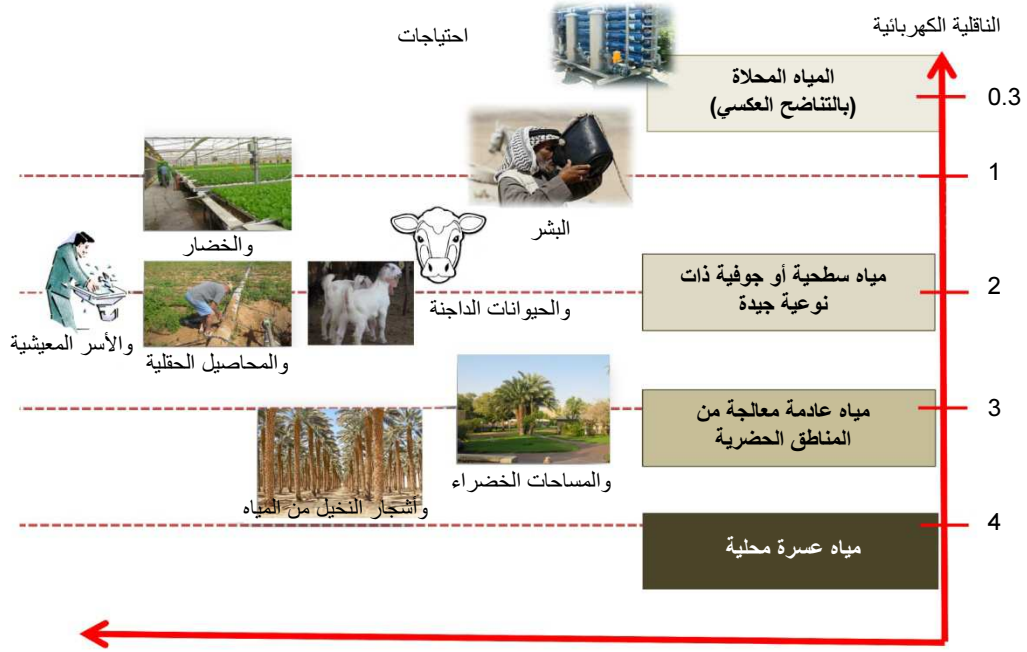 الناقلية الكهربائية
احتياجات
المياه المحلاة
(بالتناضح العكسي)
0.3
1
البشر
والخضار
مياه سطحية أو جوفية ذات
نوعية جيدة
2
والحيوانات الداجنة
والمحاصيل الحقلية
والأسر المعيشية
مياه عادمة معالجة من
المناطق الحضرية
3
والمساحات الخضراء
وأشجار النخيل من المياه
4
مياه عسرة محلية